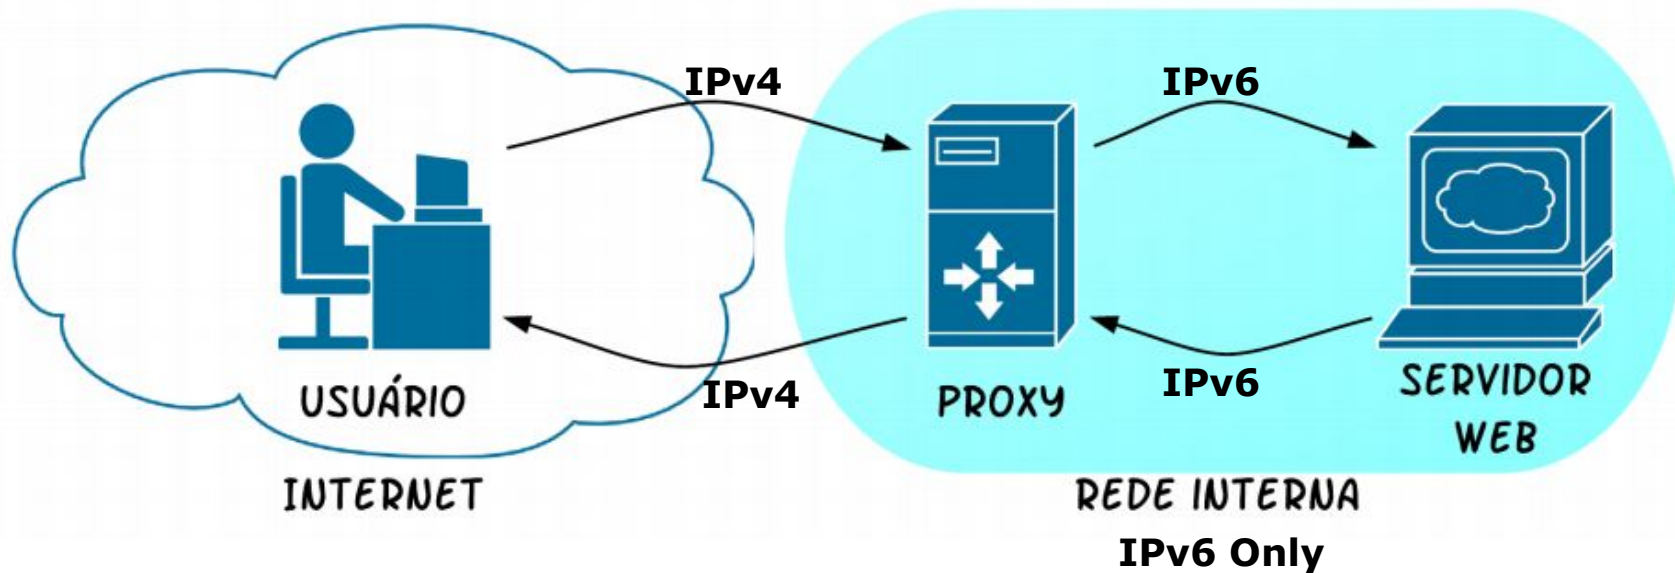 IPv4
IPv6
USUÁRIO
IPv4
PROXY
IPv6
SERVIDOR
WEB
INTERNET
REDE INTERNA
IPv6 Only